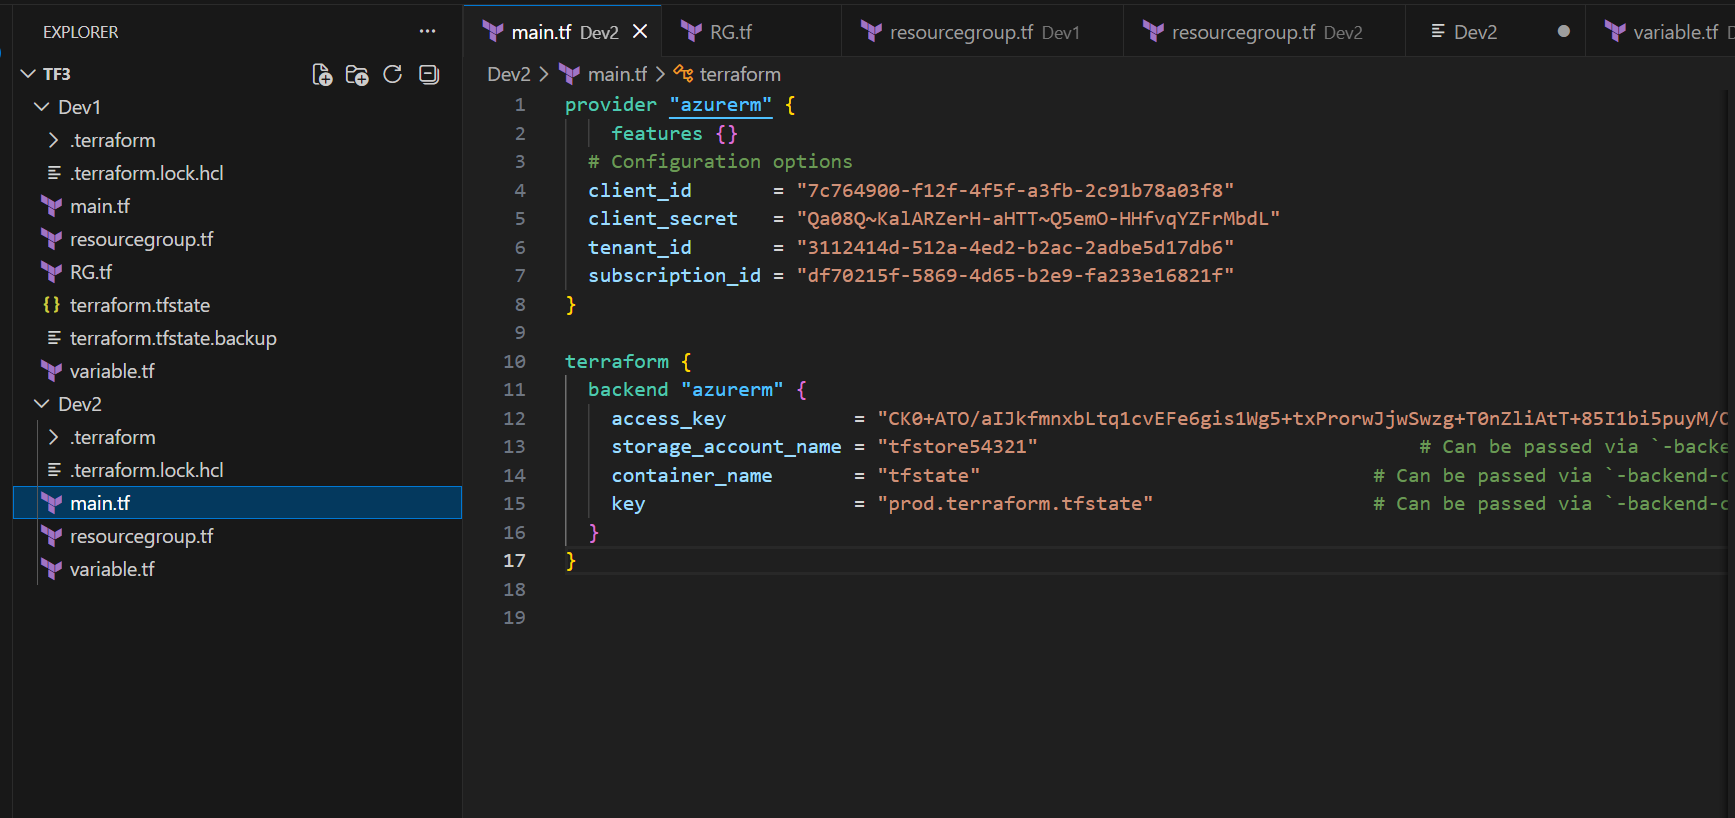 EXPLORER
TF3
Dev1
.terraform
.terraform.lock.hcl
main.tf
resourcegroup.tf
RG.tf
terraform.tfstate
terraform.tfstate.backup
variable.tf
Dev2
.terraform
.terraform.lock.hcl
main.tf
resourcegroup.tf
variable.tf
main.tf Dev2
RG.tf
resourcegroup.tf Dev1
resourcegroup.tf Dev2
Dev2
variable.tf
Dev2 > main.tf > terraform
1 provider "azurerm" {
2 features {}
3 # Configuration options
4 client_id = "7c764900-f12f-4f5f-a3fb-2c91b78a03f8"
5 client_secret = "Qa08Q~KalARZerH-aHTT~Q5emO-HHfvqYZFrMbdL"
6 tenant_id = "3112414d-512a-4ed2-b2ac-2adbe5d17db6"
7 subscription_id = "df70215f-5869-4d65-b2e9-fa233e16821f"
8 }
9
10 terraform {
11 backend "azurerm" {
12 access_key = "CK0+ATO/aIJkfmnxbLtq1cvEFe6gis1Wg5+txProrwJjwSwzg+T0nZliAtT+85I1bi5puyM/
13 storage_account_name = "tfstore54321" # Can be passed via `-backe
14 container_name = "tfstate" # Can be passed via `-backend-c
15 key = "prod.terraform.tfstate" # Can be passed via `-backend-c
16 }
17 }
18
19